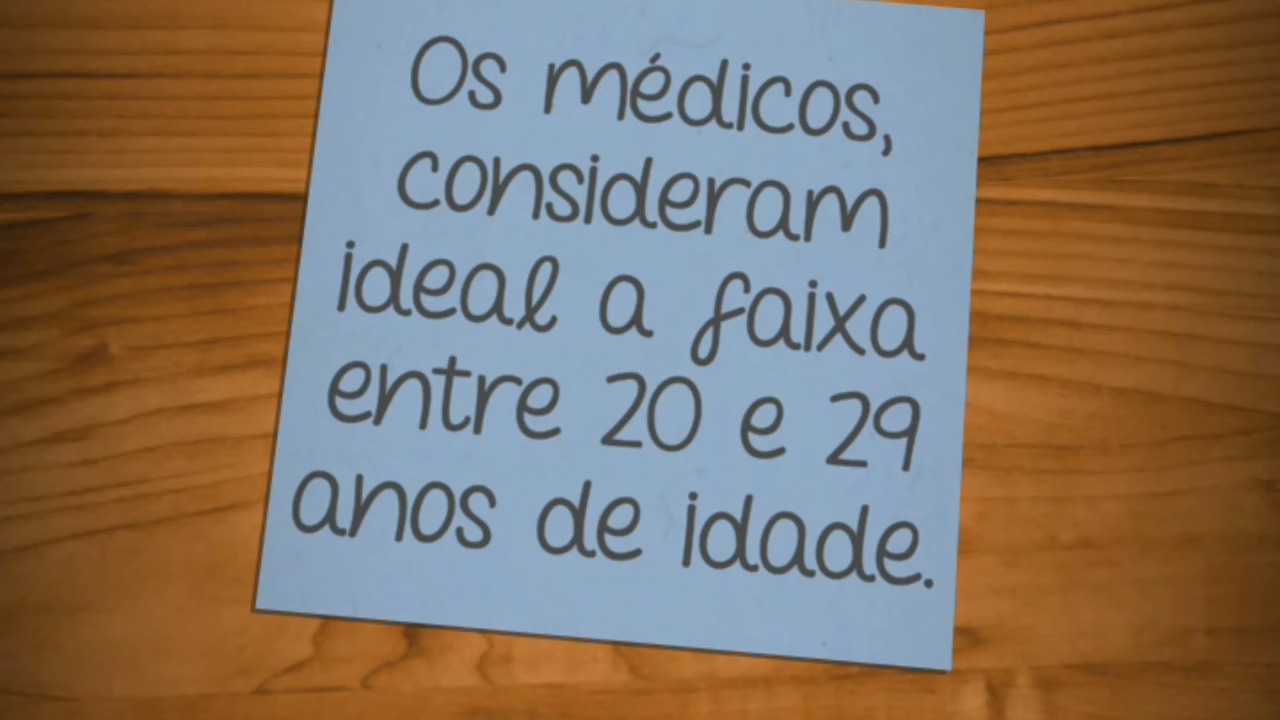 Os médicos,
consideram
ideal a faixa
entre 20 e 29
anos de idade.